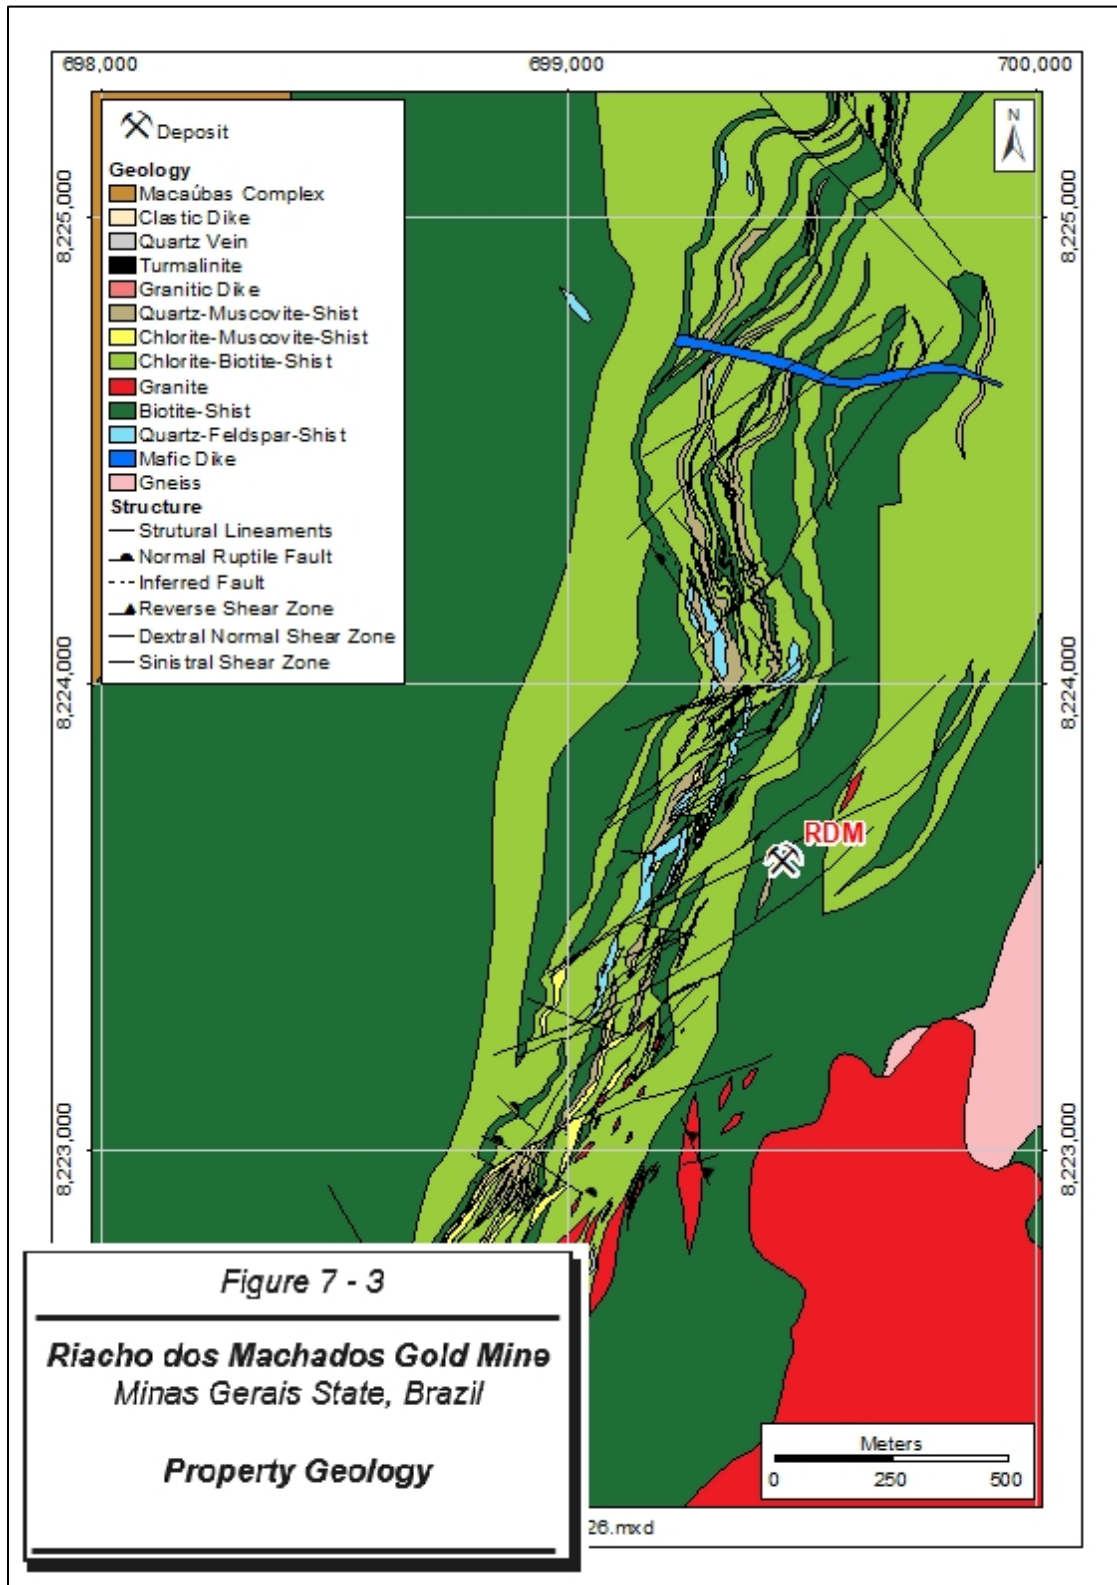 698,000 699,000 700,000
Deposit
Geology
Macaúbas Complex
Clastic Dike
Quartz Vein
Turmalinite
Granitic Dike
Quartz-Muscovite-Shist
Chlorite-Muscovite-Shist
Chlorite-Biotite-Shist
Granite
Biotite-Shist
Quartz-Feldspar-Shist
Mafic Dike
Gneiss
Structure
Strutural Lineaments
Normal Ruptile Fault
Inferred Fault
Reverse Shear Zone
Dextral Normal Shear Zone
Sinistral Shear Zone
N
8,225,000 8,225,000
8,224,000 8,224,000
RDM
8,223,000 8,223,000
Figure 7 - 3
Riacho dos Machados Gold Mine
Minas Gerais State, Brazil
Property Geology
Meters
0 250 500
26.mxd